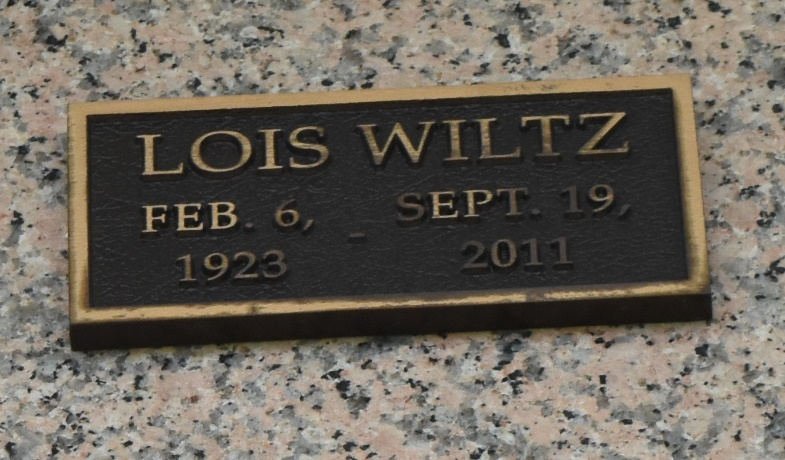 LOIS WILTZ
FEB. 6, - SEPT. 19,
1923 2011